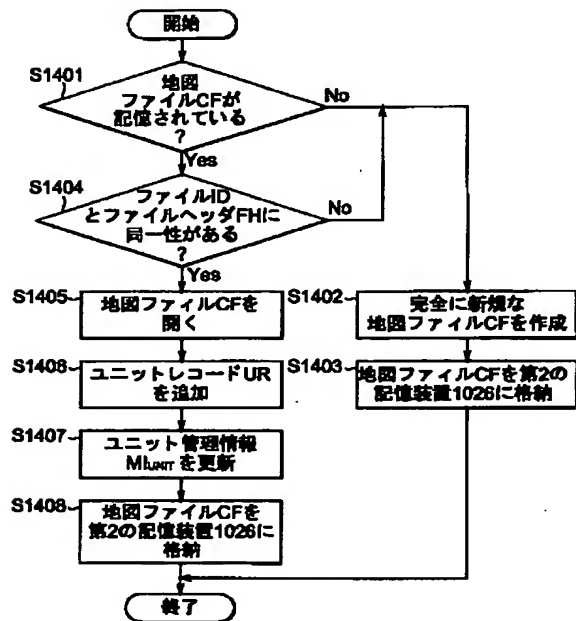 開始
S1401
地図
ファイルCFが
記憶されている
?
No
Yes
S1404
ファイルID
とファイルヘッダFHに
同一性がある
?
No
Yes
S1405
地図ファイルCFを
開く
S1402
完全に新規な
地図ファイルCFを作成
S1406
ユニットレコードUR
を追加
S1403
地図ファイルCFを第2の
記憶装置1026に格納
S1407
ユニット管理情報
MIUNITを更新
S1408
地図ファイルCFを
第2の記憶装置1026に
格納
終了